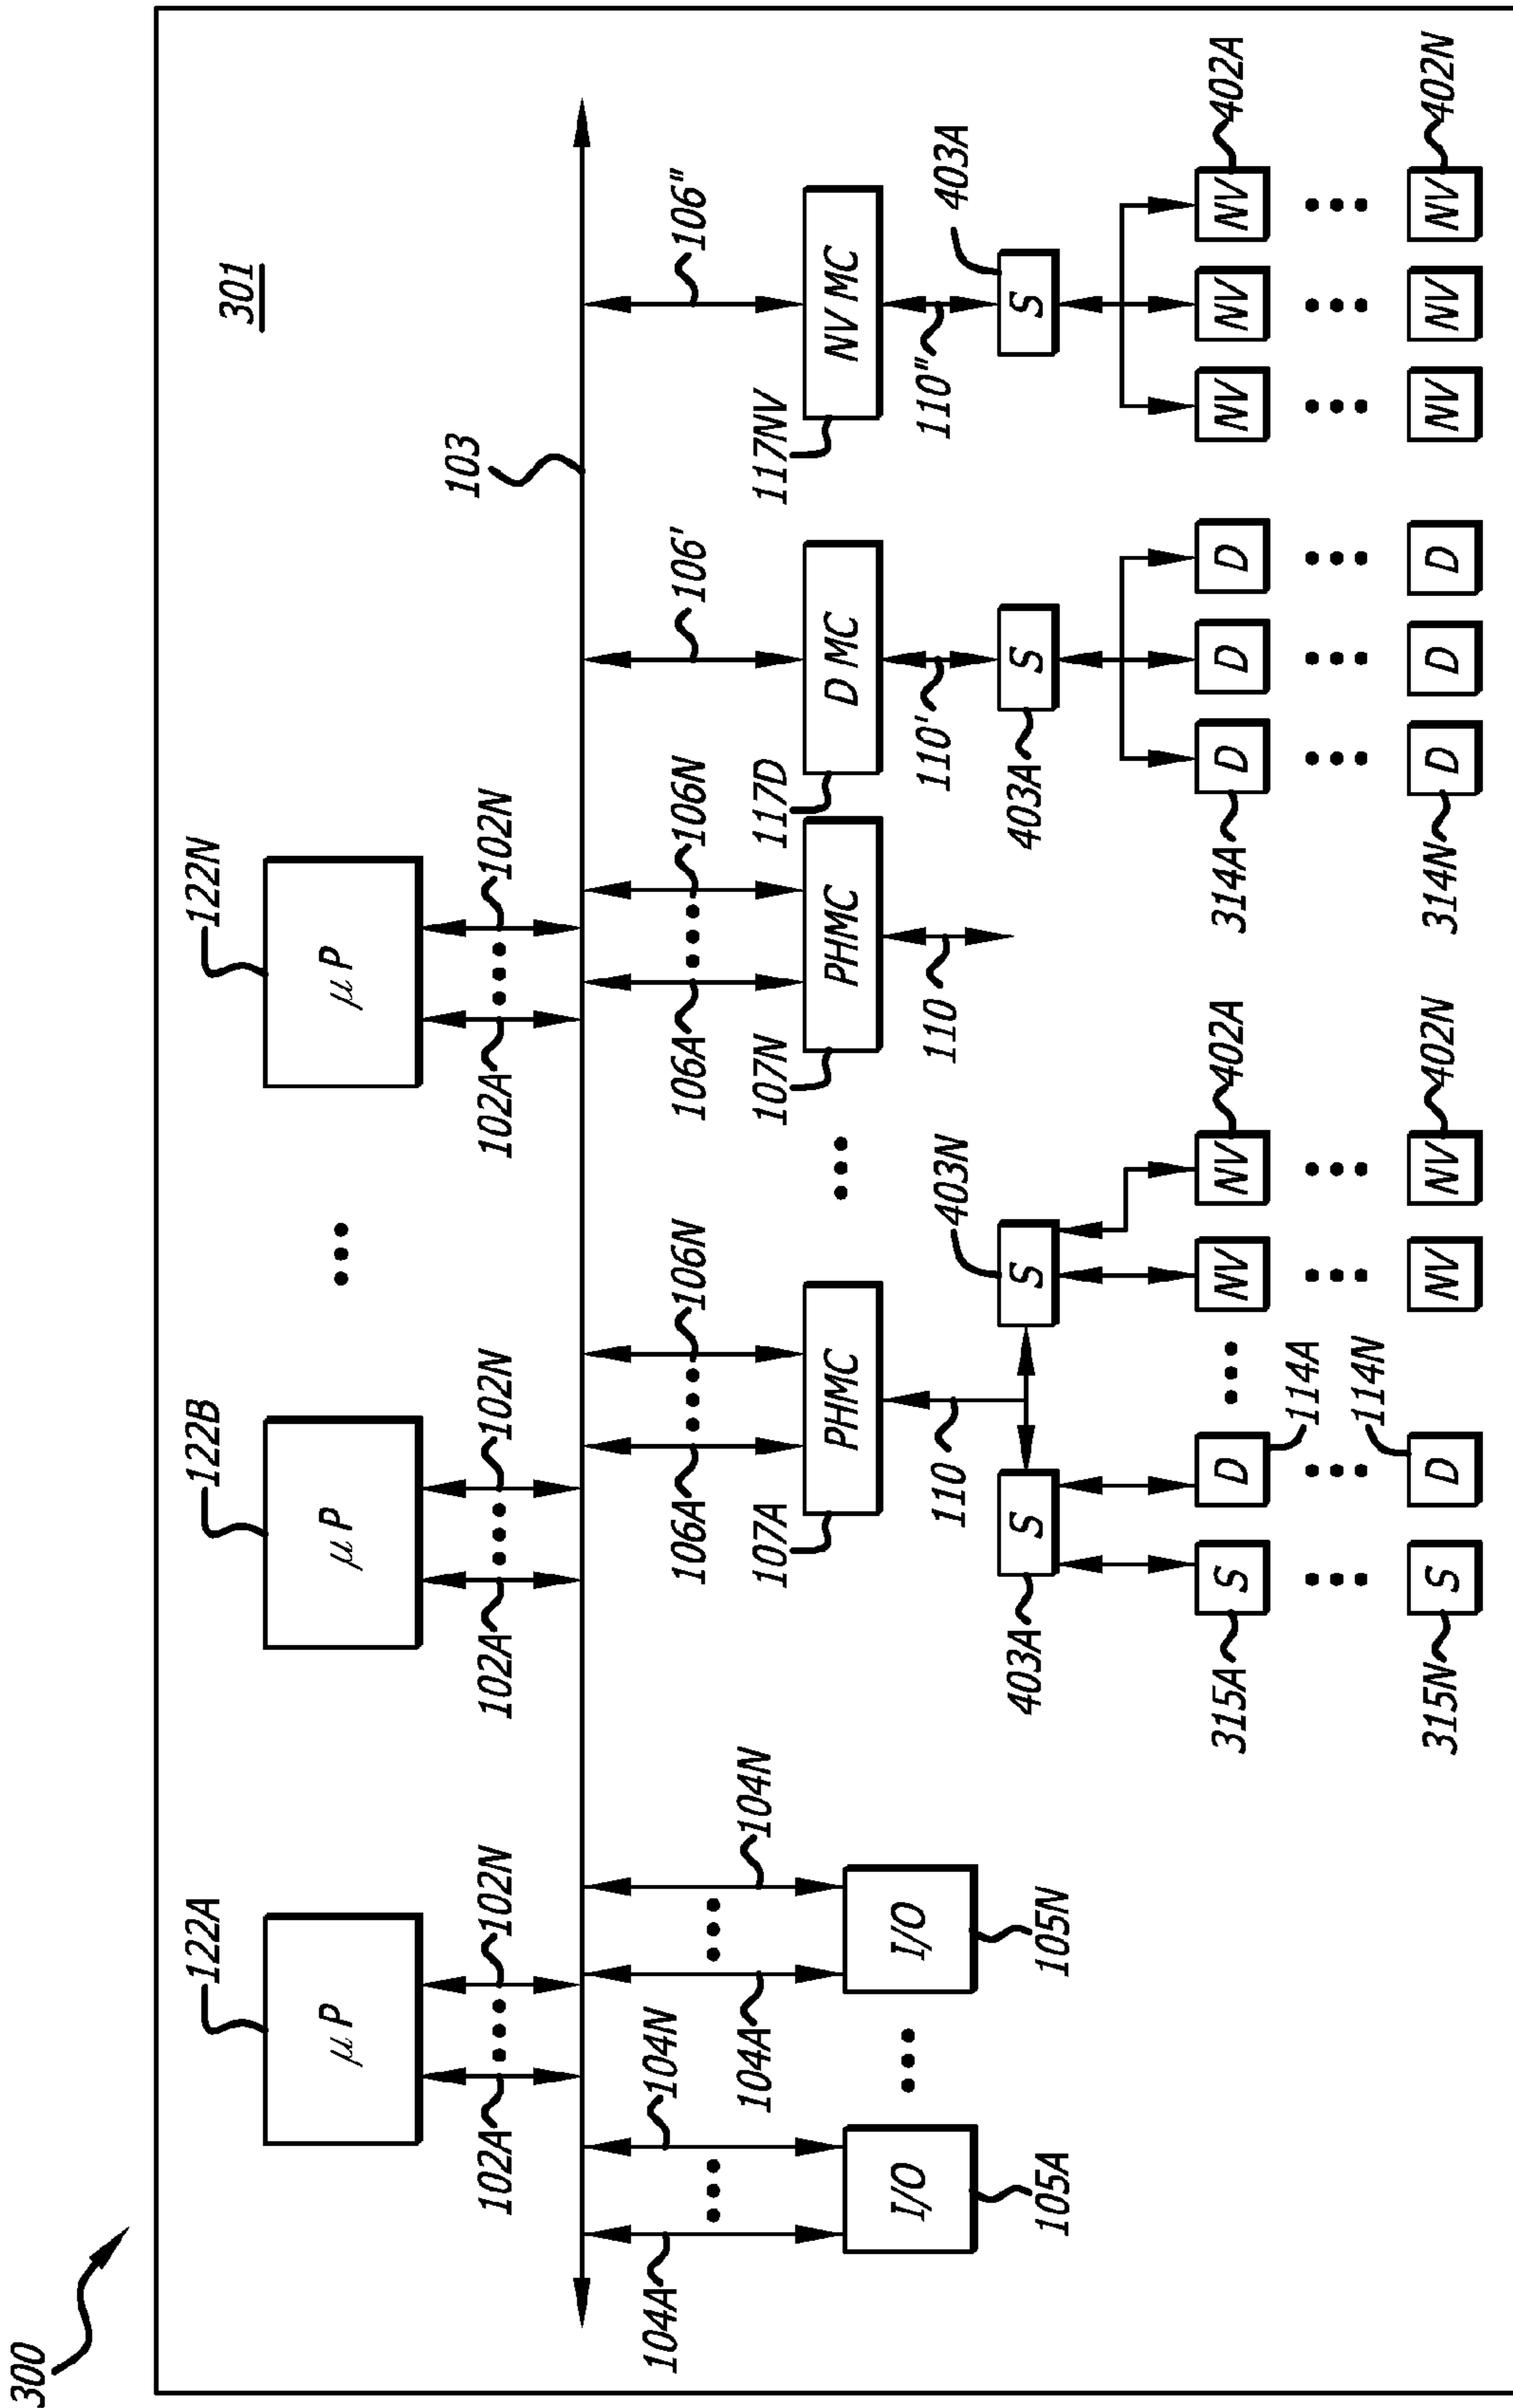 300
301
122A
122B
122N
μP
μP
μP
102A
102N
102A
102N
102A
102N
103
104A
104N
104A
104N
106A
106N
106A
106N
106'
106"
I/O
I/O
105A
105N
PHMC
PHMC
D MC
NV MC
107A
107N
117D
117NV
110
110
110'
110"
S
S
S
S
403A
403N
403A
403A
S
D
NV
NV
D
D
D
NV
NV
NV
315A
114A
402A
314A
402A
S
D
NV
NV
D
D
D
NV
NV
NV
315N
114N
402N
314N
402N